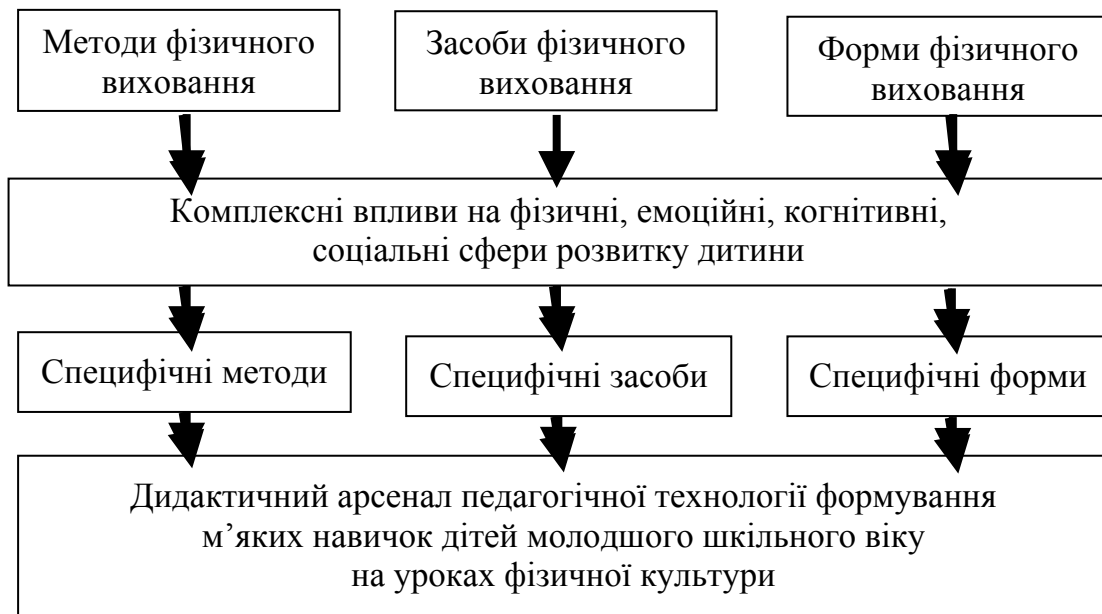 Методи фізичного
виховання
Засоби фізичного
виховання
Форми фізичного
виховання
Комплексні впливи на фізичні, емоційні, когнітивні,
соціальні сфери розвитку дитини
Специфічні методи
Специфічні засоби
Специфічні форми
Дидактичний арсенал педагогічної технології формування
м’яких навичок дітей молодшого шкільного віку
на уроках фізичної культури